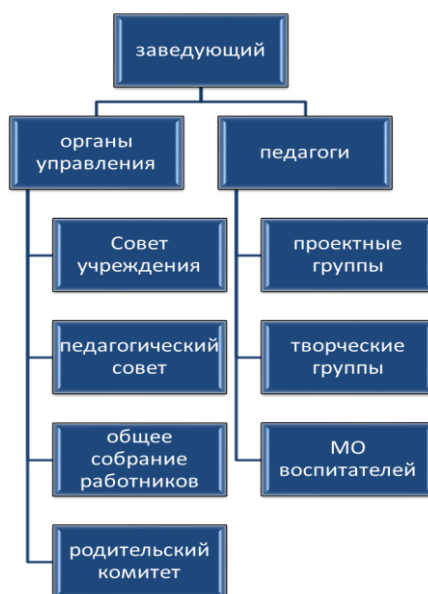 заведующий
органы
управления
Совет
учреждения
педагогический
совет
общее
собрание
работников
родительский
комитет
педагоги
проектные
группы
творческие
группы
МО
воспитателей